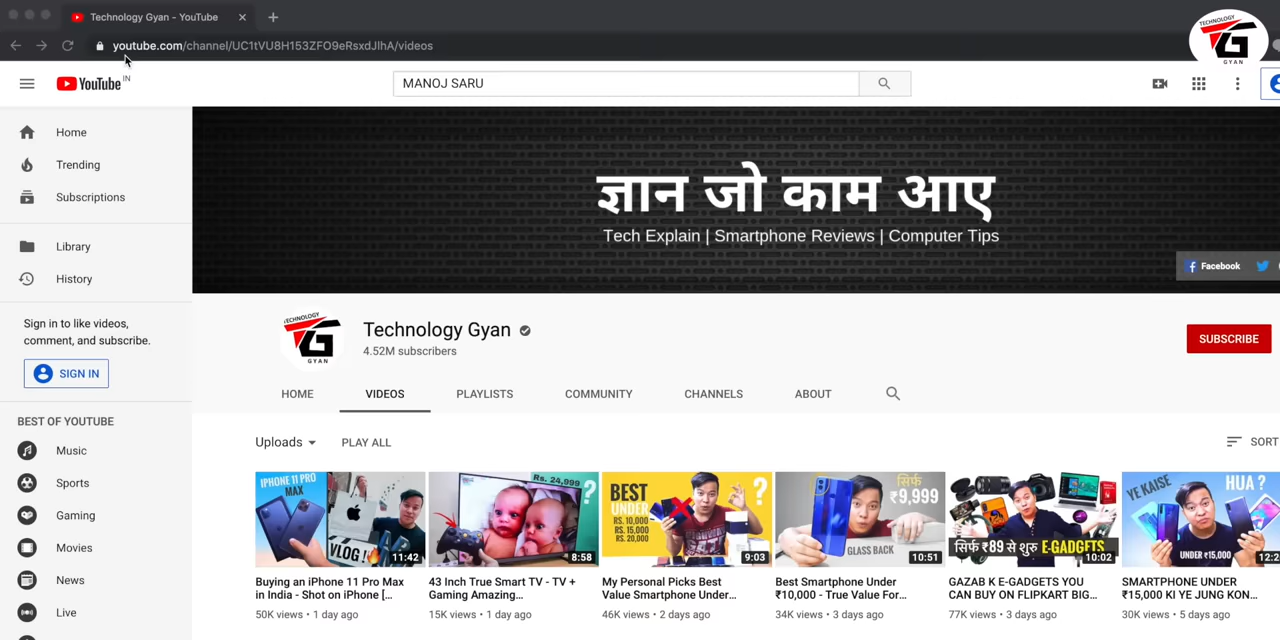 Technology Gyan - YouTube
youtube.com/channel/UC1tVU8H153ZFO9eRsxdJlhA/videos
TECHNOLOGY
GYAN
YouTube IN
MANOJ SARU
Home
Trending
Subscriptions
Library
History
Sign in to like videos,
comment, and subscribe.
SIGN IN
BEST OF YOUTUBE
Music
Sports
Gaming
Movies
News
Live
ज्ञान जो काम आए
Tech Explain | Smartphone Reviews | Computer Tips
Facebook
TECHNOLOGY
GYAN
Technology Gyan
4.52M subscribers
SUBSCRIBE
HOME VIDEOS PLAYLISTS COMMUNITY CHANNELS ABOUT
Uploads PLAY ALL SORT
IPHONE 11 PRO
MAX
VLOG!
11:42
Buying an iPhone 11 Pro Max
in India - Shot on iPhone [...
50K views • 1 day ago
Rs. 24,999
?
8:58
43 Inch True Smart TV - TV +
Gaming Amazing...
15K views • 1 day ago
BEST
UNDER
RS. 10,000
RS. 15,000
RS. 20,000
?
9:03
My Personal Picks Best
Value Smartphone Under...
46K views • 2 days ago
सिर्फ
₹9,999
GLASS BACK
10:51
Best Smartphone Under
₹10,000 - True Value For...
34K views • 3 days ago
सिर्फ ₹89 से शुरु E-GADGETS
10:02
GAZAB K E-GADGETS YOU
CAN BUY ON FLIPKART BIG...
77K views • 3 days ago
YE KAISE HUA ?
UNDER ₹15,000
12:2
SMARTPHONE UNDER
₹15,000 KI YE JUNG KON...
30K views • 5 days ago